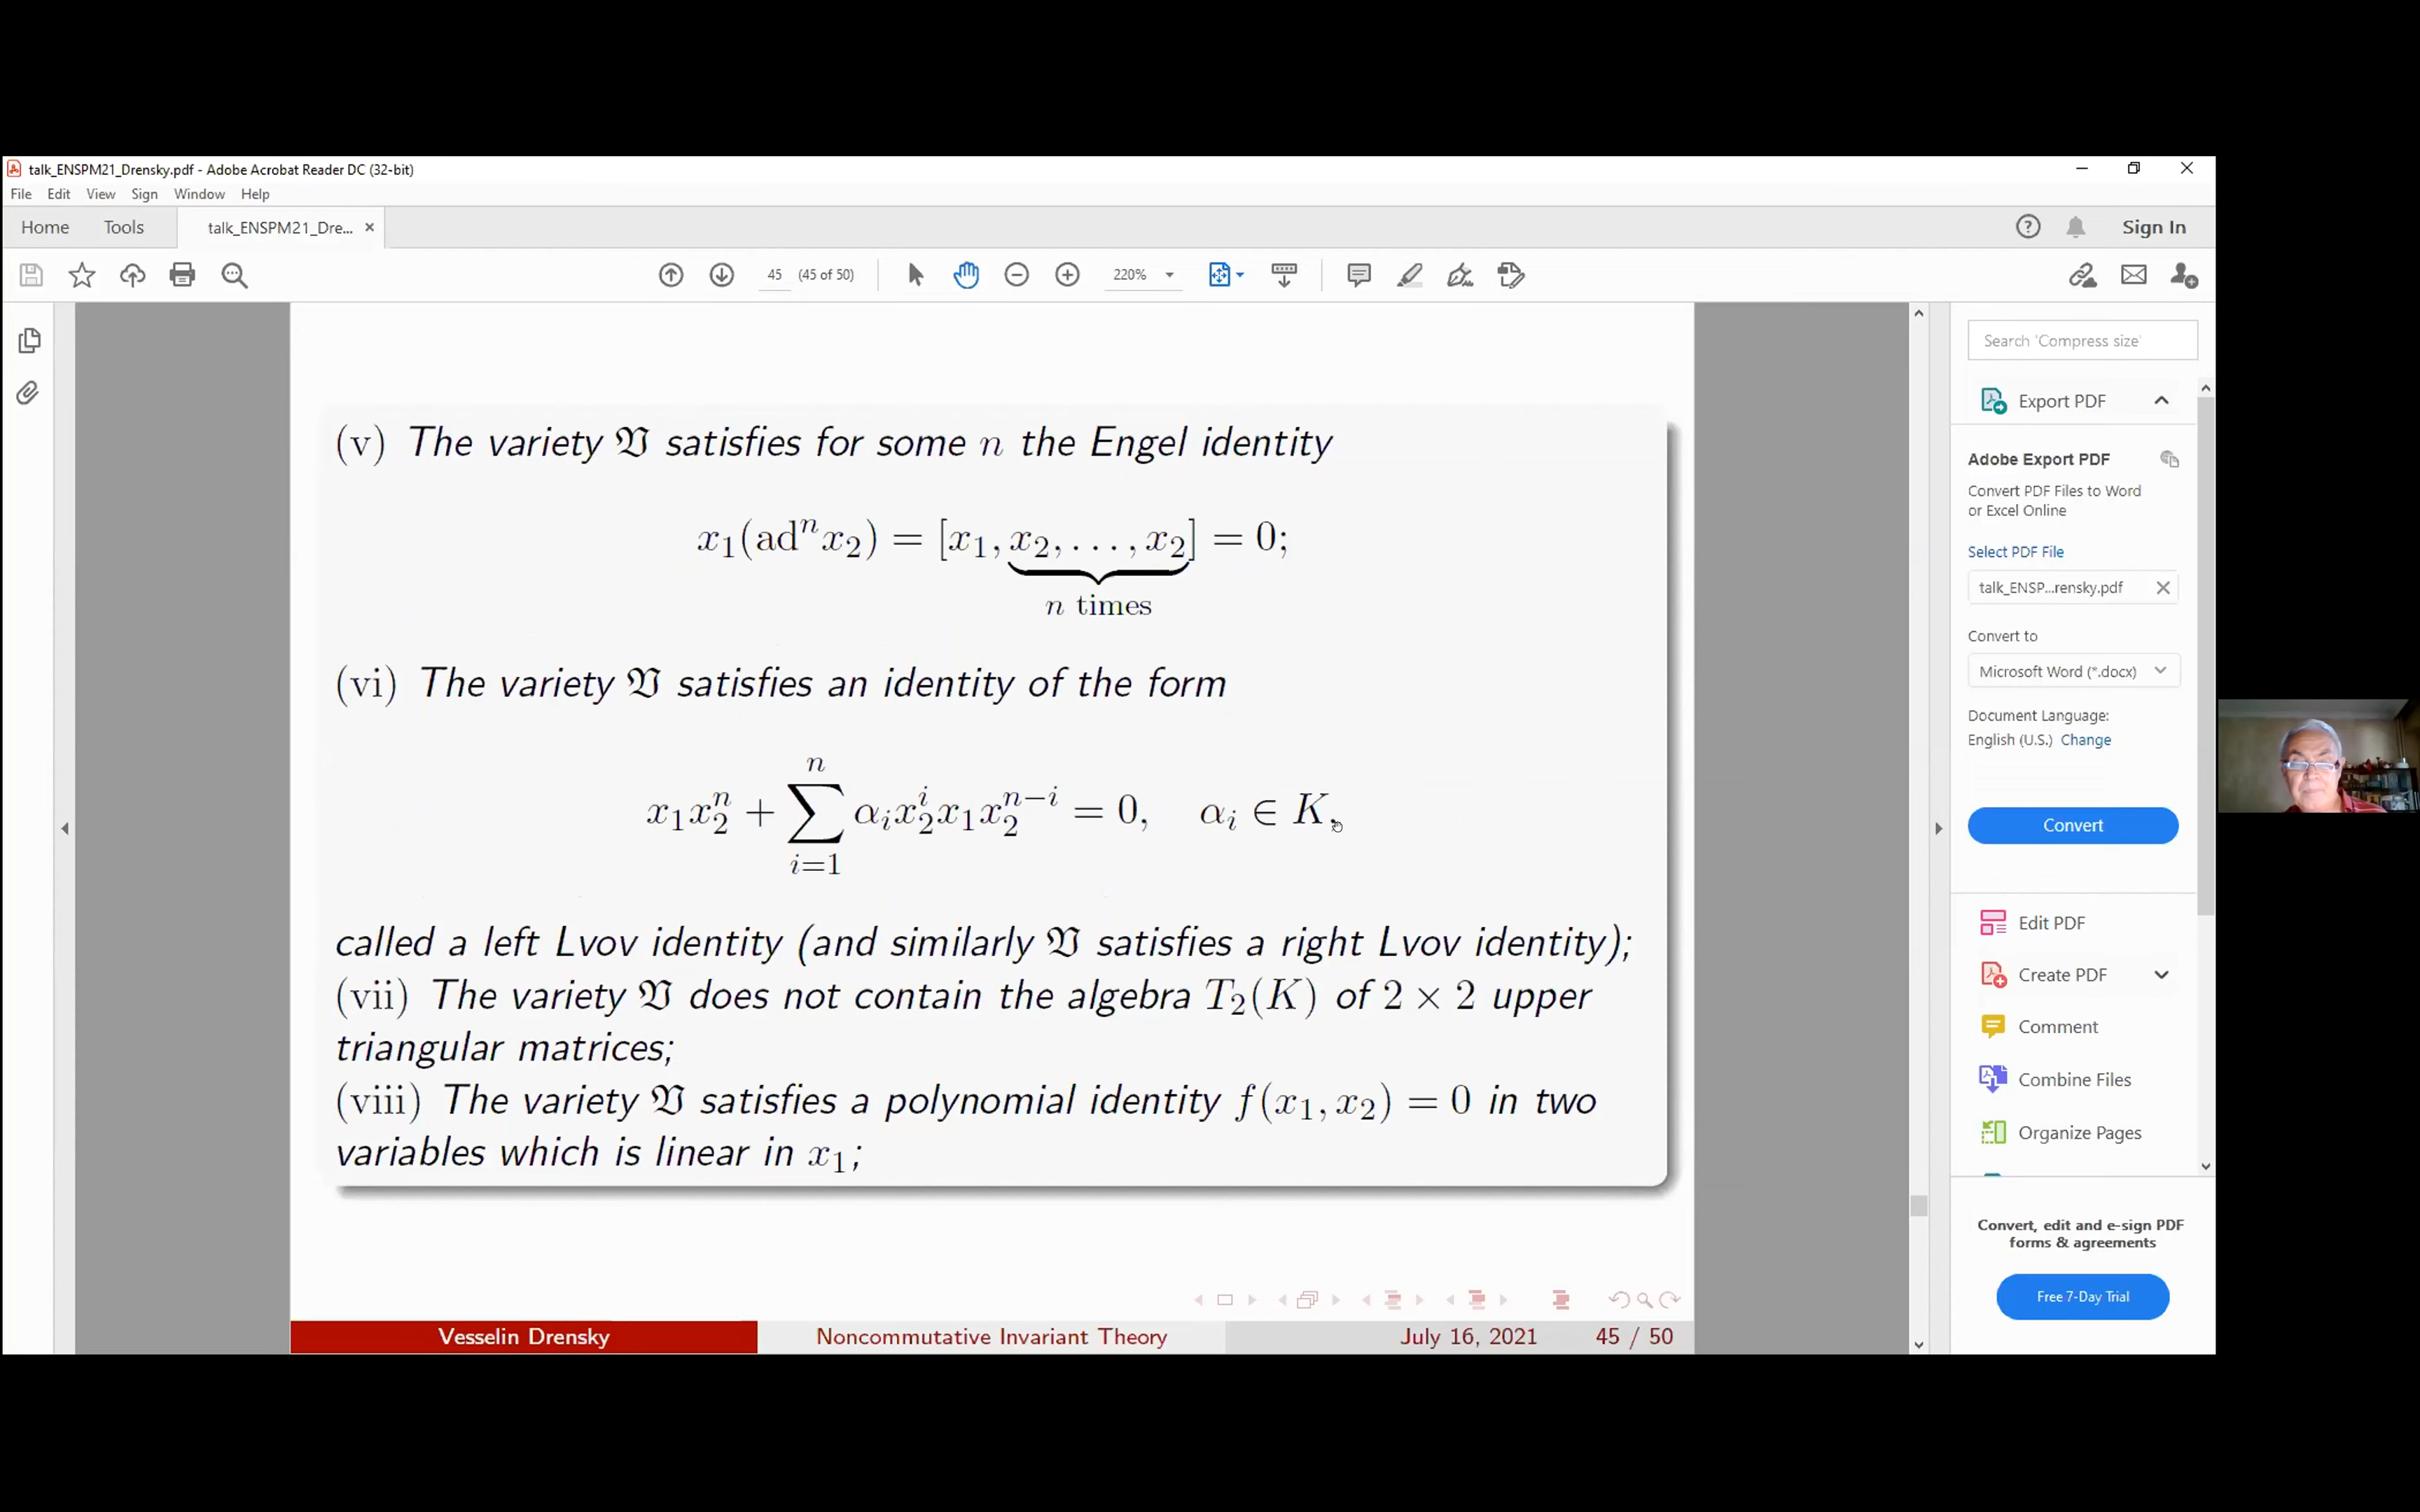 talk_ENSPM21_Drensky.pdf - Adobe Acrobat Reader DC (32-bit)
File Edit View Sign Window Help
Home Tools talk_ENSPM21_Dre... × Sign In
45 (45 of 50) 220%
Search 'Compress size'
Export PDF
Adobe Export PDF
Convert PDF Files to Word
or Excel Online
Select PDF File
talk_ENSP...rensky.pdf
Convert to
Microsoft Word (*.docx)
Document Language:
English (U.S.) Change
Convert
Edit PDF
Create PDF
Comment
Combine Files
Organize Pages
Convert, edit and e-sign PDF
forms & agreements
Free 7-Day Trial
(v) The variety 𝔙 satisfies for some n the Engel identity
x₁(adⁿx₂) = [x₁, x₂, . . . , x₂] = 0;
n times
(vi) The variety 𝔙 satisfies an identity of the form
x₁x₂ⁿ + ∑_{i=1}^{n} αᵢx₂ⁱx₁x₂ⁿ⁻ⁱ = 0, αᵢ ∈ K,
called a left Lvov identity (and similarly 𝔙 satisfies a right Lvov identity);
(vii) The variety 𝔙 does not contain the algebra T₂(K) of 2 × 2 upper
triangular matrices;
(viii) The variety 𝔙 satisfies a polynomial identity f(x₁, x₂) = 0 in two
variables which is linear in x₁;
Vesselin Drensky Noncommutative Invariant Theory July 16, 2021 45 / 50